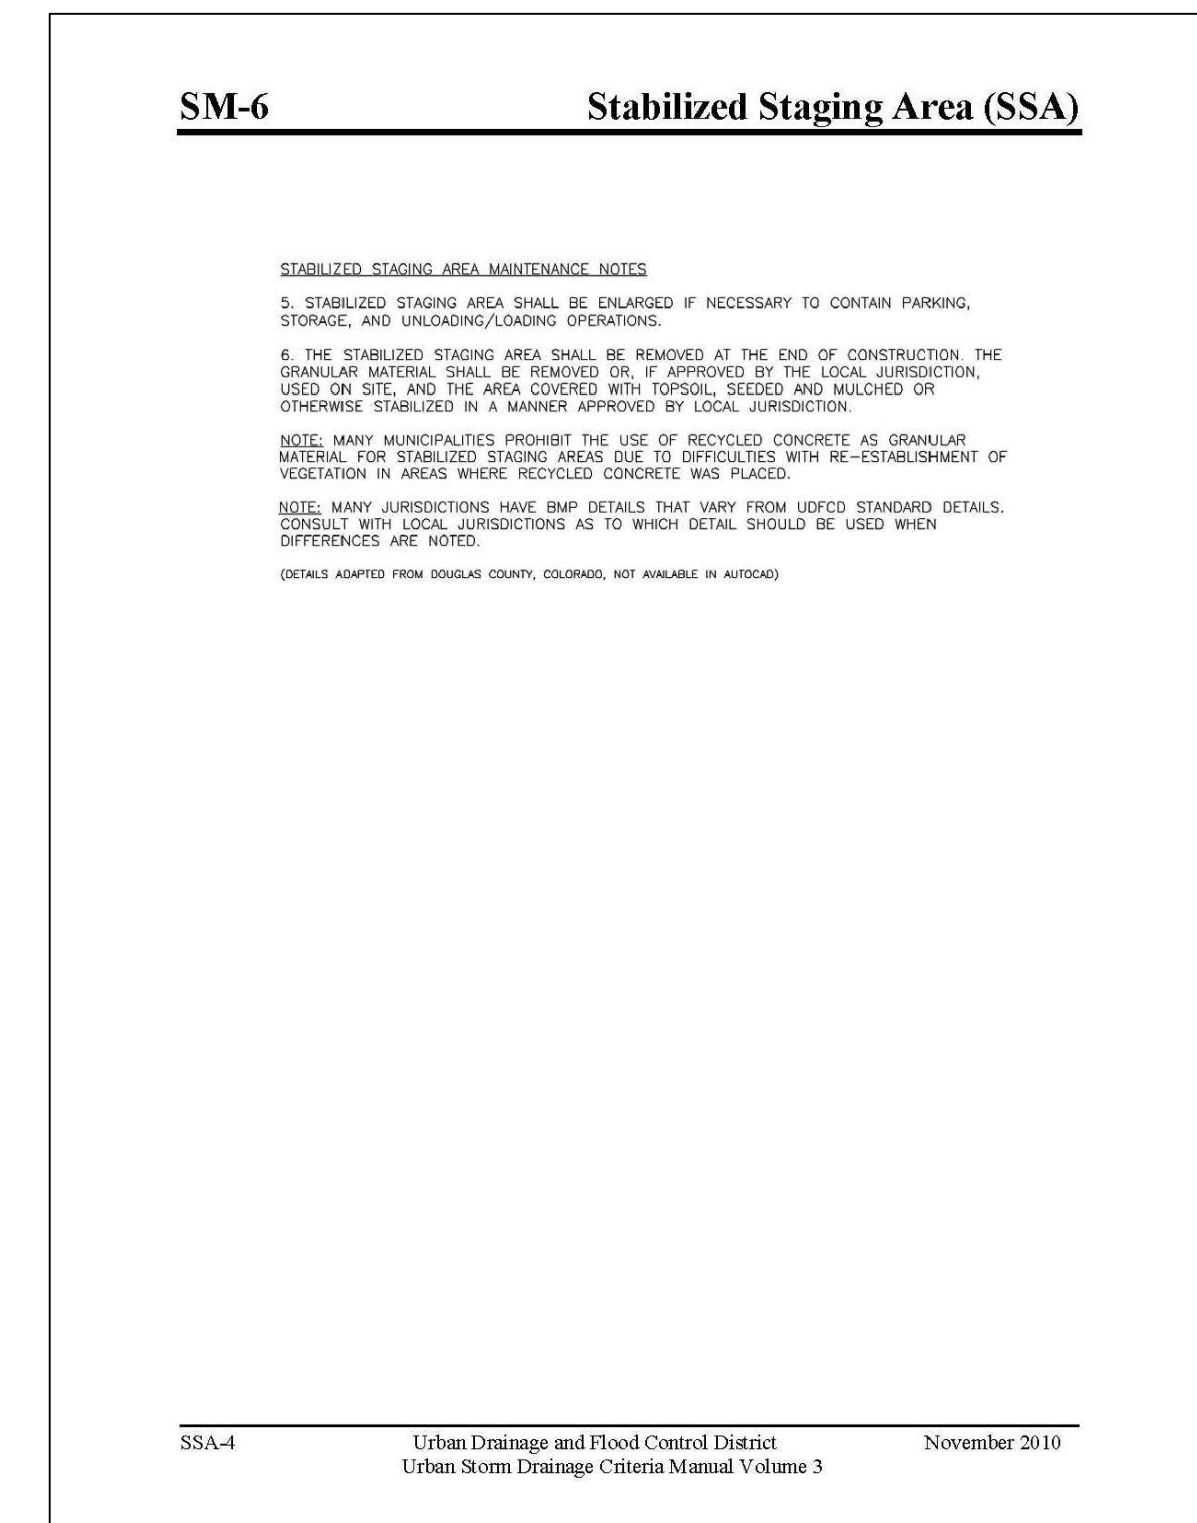 SM-6 Stabilized Staging Area (SSA)
STABILIZED STAGING AREA MAINTENANCE NOTES
5. STABILIZED STAGING AREA SHALL BE ENLARGED IF NECESSARY TO CONTAIN PARKING,
STORAGE, AND UNLOADING/LOADING OPERATIONS.
6. THE STABILIZED STAGING AREA SHALL BE REMOVED AT THE END OF CONSTRUCTION. THE
GRANULAR MATERIAL SHALL BE REMOVED OR, IF APPROVED BY THE LOCAL JURISDICTION,
USED ON SITE, AND THE AREA COVERED WITH TOPSOIL, SEEDED AND MULCHED OR
OTHERWISE STABILIZED IN A MANNER APPROVED BY LOCAL JURISDICTION.
NOTE: MANY MUNICIPALITIES PROHIBIT THE USE OF RECYCLED CONCRETE AS GRANULAR
MATERIAL FOR STABILIZED STAGING AREAS DUE TO DIFFICULTIES WITH RE-ESTABLISHMENT OF
VEGETATION IN AREAS WHERE RECYCLED CONCRETE WAS PLACED.
NOTE: MANY JURISDICTIONS HAVE BMP DETAILS THAT VARY FROM UDFCD STANDARD DETAILS.
CONSULT WITH LOCAL JURISDICTIONS AS TO WHICH DETAIL SHOULD BE USED WHEN
DIFFERENCES ARE NOTED.
(DETAILS ADAPTED FROM DOUGLAS COUNTY, COLORADO, NOT AVAILABLE IN AUTOCAD)
SSA-4 Urban Drainage and Flood Control District November 2010
Urban Storm Drainage Criteria Manual Volume 3